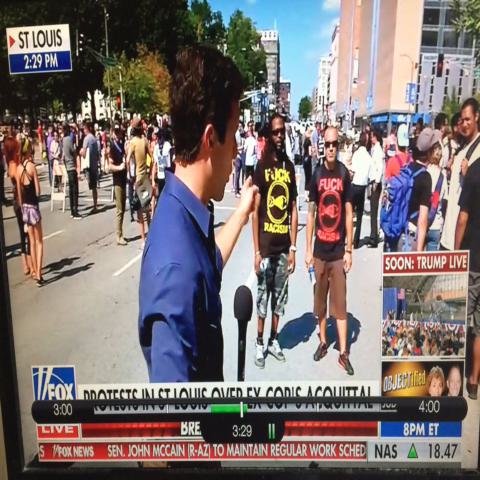 ST LOUIS
2:29 PM
FUCK
RACISM
FUCK
RACISM
SOON: TRUMP LIVE
OBJECTified
FOX
PROTESTS IN ST LOUIS OVER EX-COP'S ACQUITTAL
3:00
4:00
3:29
LIVE
BRE
8PM ET
S FOX NEWS SEN. JOHN MCCAIN (R-AZ) TO MAINTAIN REGULAR WORK SCHED
NAS 18.47